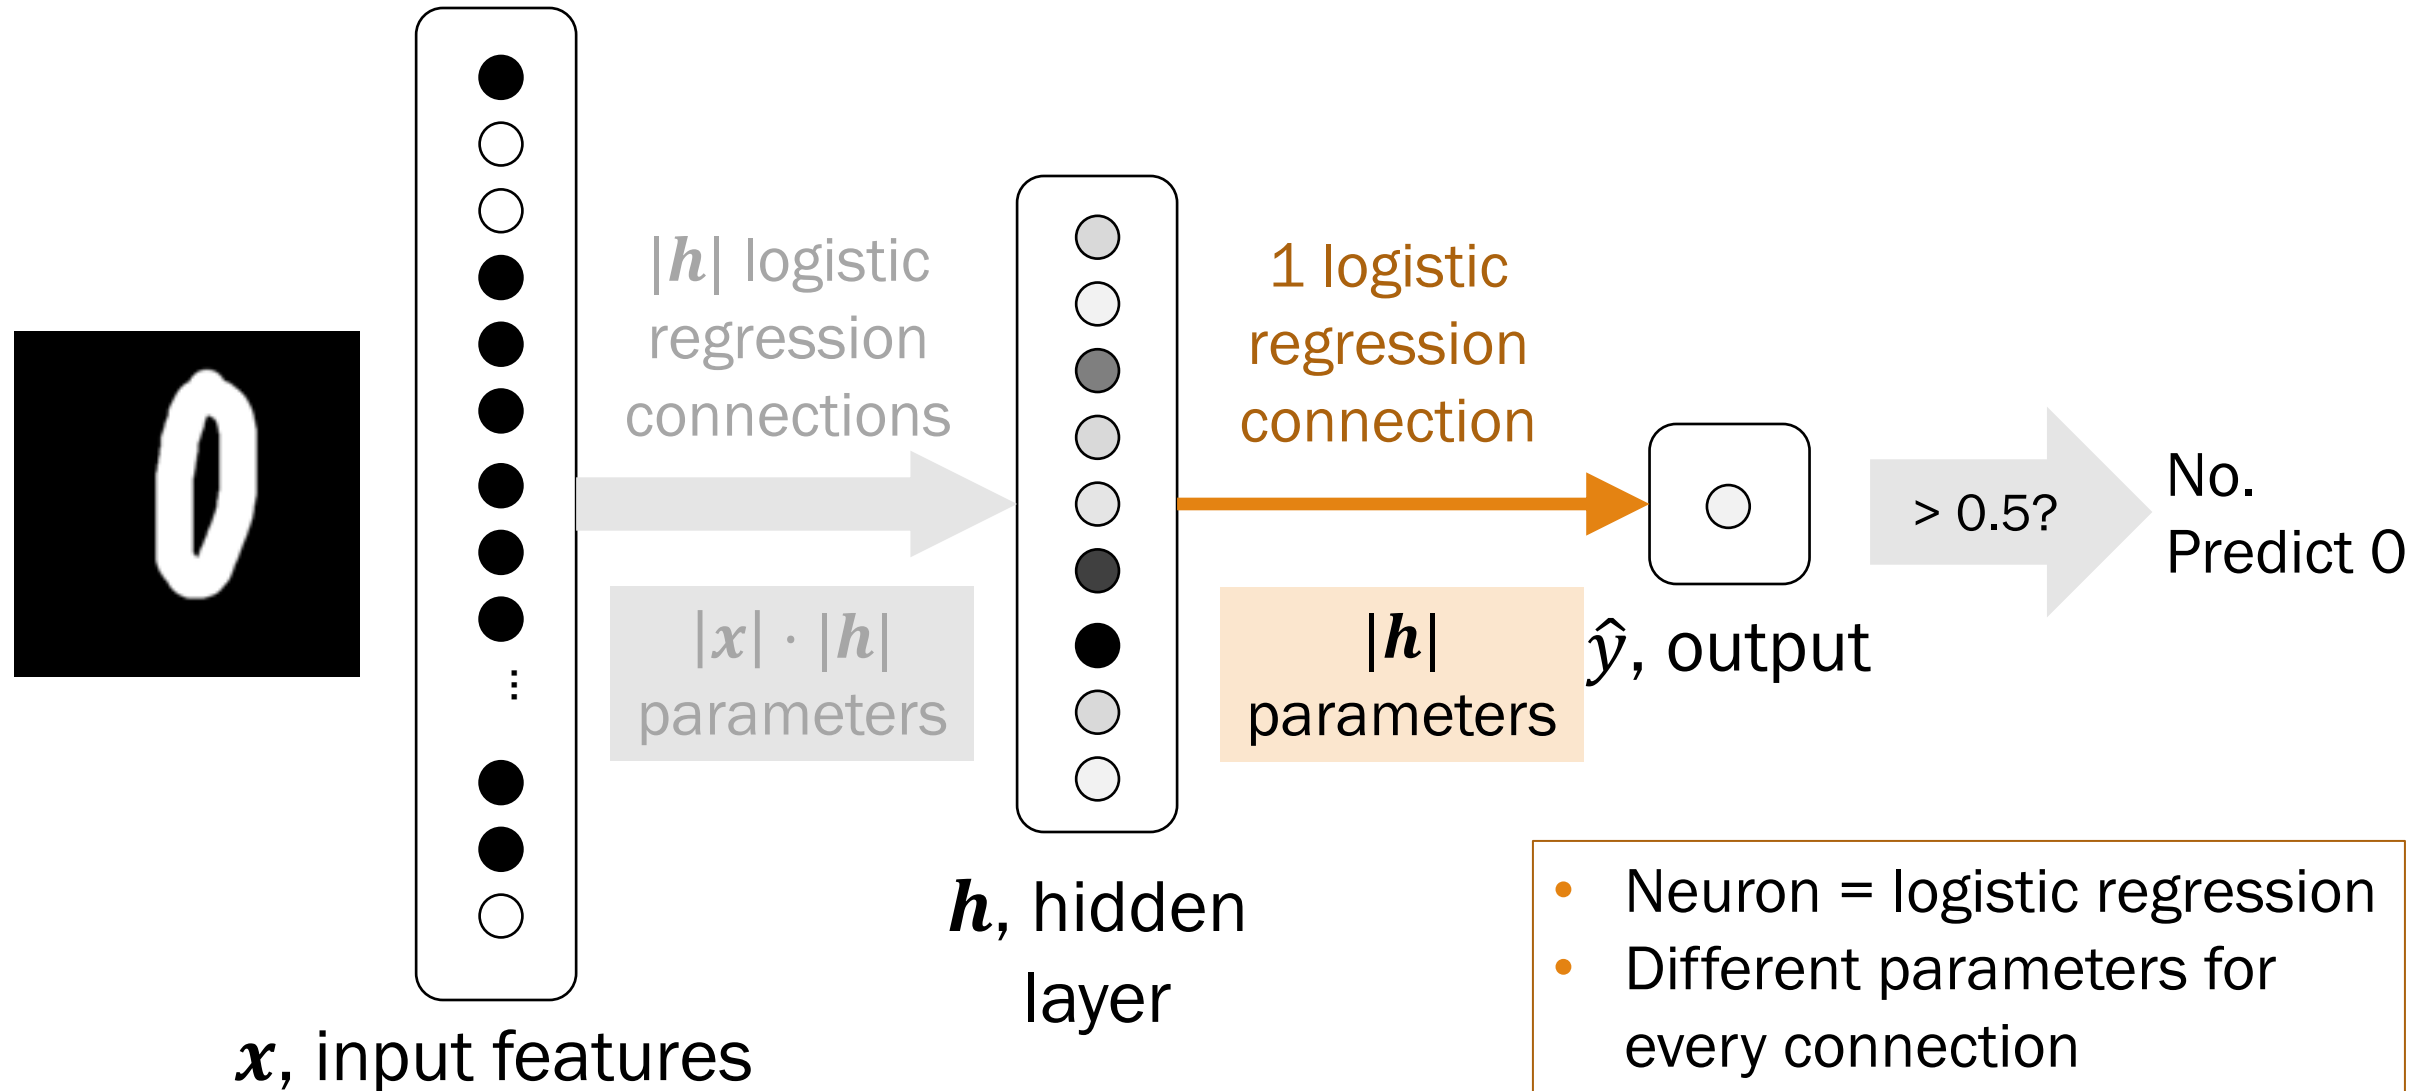 |h| logistic
regression
connections
|x| · |h|
parameters
1 logistic
regression
connection
|h|
parameters
> 0.5?
No.
Predict 0
ŷ, output
h, hidden
layer
x, input features
⋮
• Neuron = logistic regression
• Different parameters for
every connection